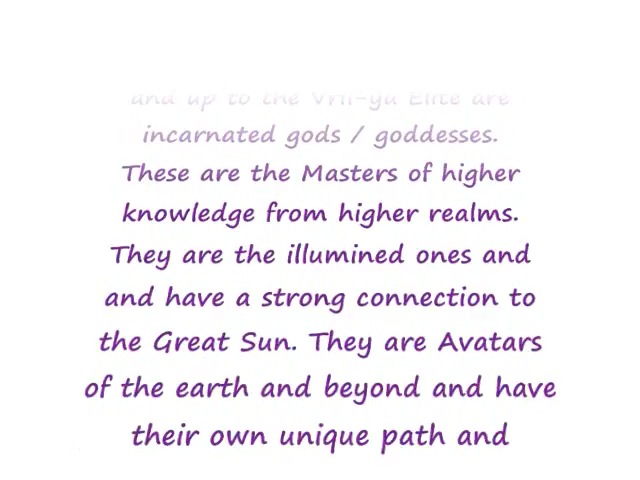 and up to the Vril-ya Elite are
incarnated gods / goddesses.
These are the Masters of higher
knowledge from higher realms.
They are the illumined ones and
and have a strong connection to
the Great Sun. They are Avatars
of the earth and beyond and have
their own unique path and